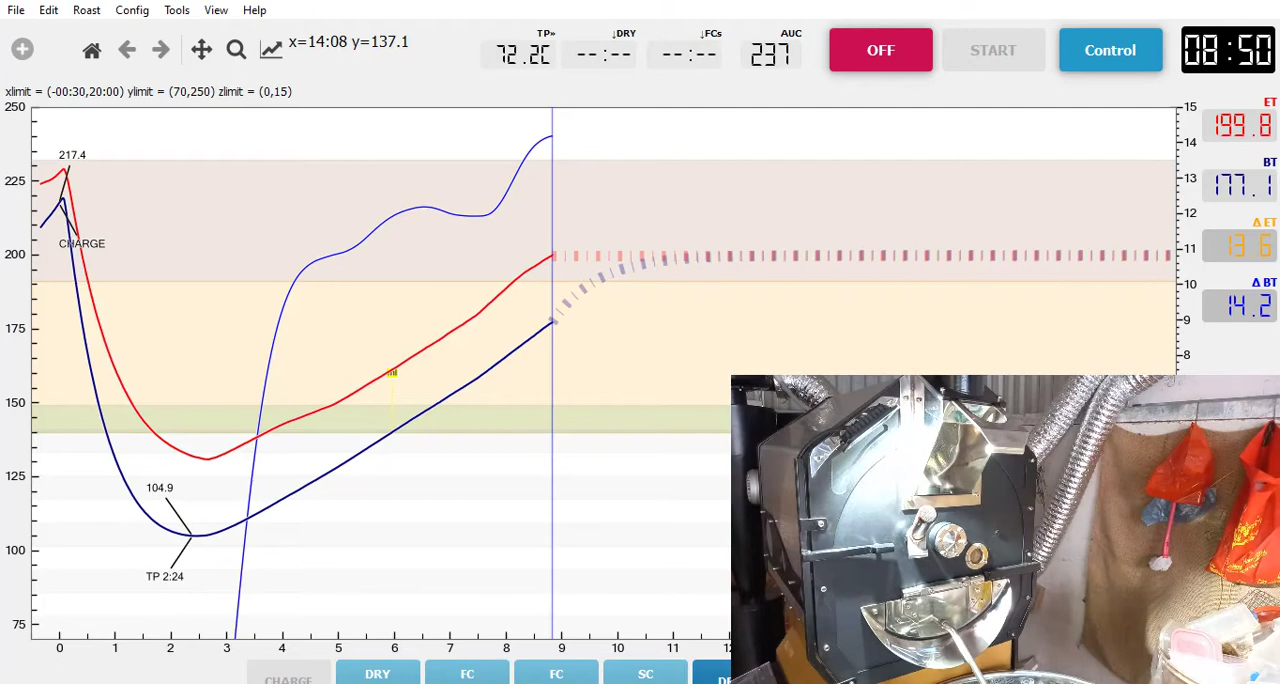 File Edit Roast Config Tools View Help
x=14:08 y=137.1
TP»
72.2C
↓DRY
--:--
↓FCs
--:--
AUC
237
OFF
START
Control
08:50
xlimit = (-00:30,20:00) ylimit = (70,250) zlimit = (0,15)
ET
199.8
BT
177.1
Δ ET
13.6
Δ BT
14.2
250
225
200
175
150
125
100
75
15
14
13
12
11
10
9
8
217.4
CHARGE
104.9
TP 2:24
0 1 2 3 4 5 6 7 8 9 10 11 12
CHARGE
DRY
FC
FC
SC